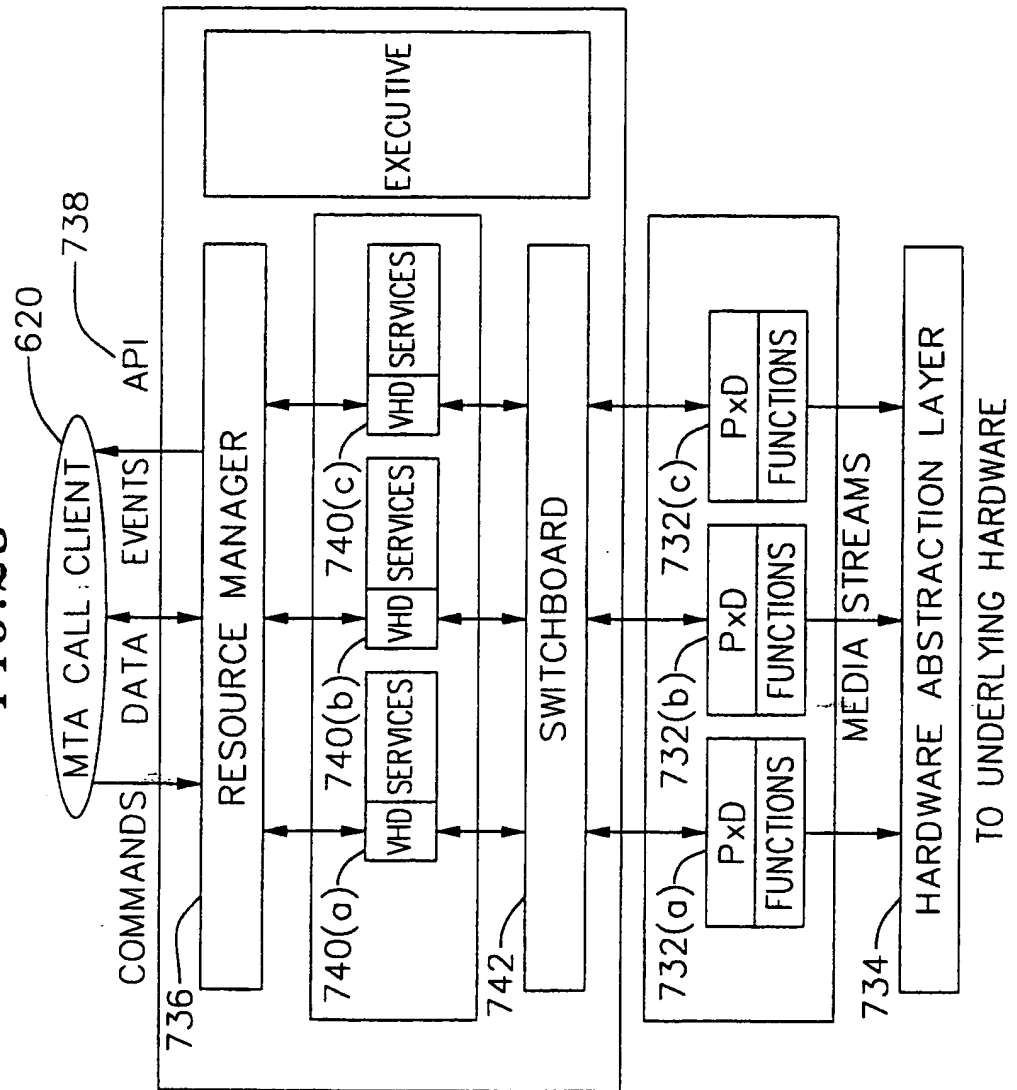 620
MTA CALL CLIENT
738
COMMANDS DATA EVENTS API
736
RESOURCE MANAGER
EXECUTIVE
740(a) 740(b) 740(c)
VHD SERVICES VHD SERVICES VHD SERVICES
742
SWITCHBOARD
732(a) 732(b) 732(c)
PxD PxD PxD
FUNCTIONS FUNCTIONS FUNCTIONS
MEDIA STREAMS
734
HARDWARE ABSTRACTION LAYER
TO UNDERLYING HARDWARE